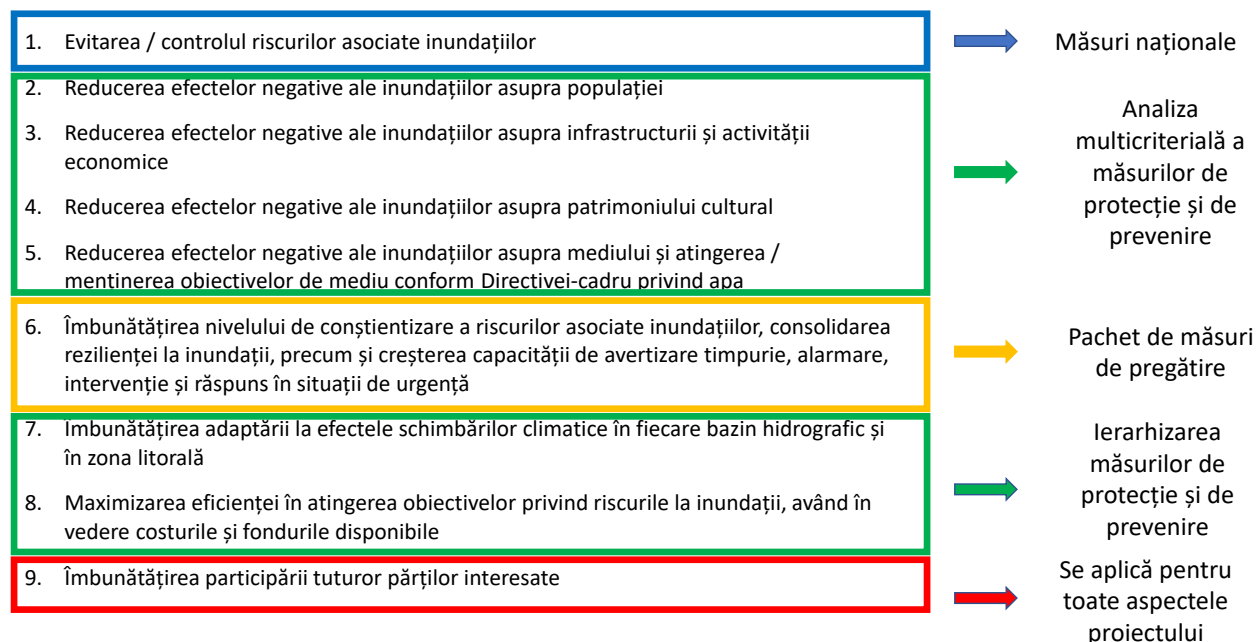 1. Evitarea / controlul riscurilor asociate inundațiilor
Măsuri naționale
2. Reducerea efectelor negative ale inundațiilor asupra populației
3. Reducerea efectelor negative ale inundațiilor asupra infrastructurii și activității
economice
4. Reducerea efectelor negative ale inundațiilor asupra patrimoniului cultural
5. Reducerea efectelor negative ale inundațiilor asupra mediului și atingerea /
mentinerea obiectivelor de mediu conform Directivei-cadru privind apa
Analiza
multicriterială a
măsurilor de
protecție și de
prevenire
6. Îmbunătățirea nivelului de conștientizare a riscurilor asociate inundațiilor, consolidarea
rezilienței la inundații, precum și creșterea capacității de avertizare timpurie, alarmare,
intervenție și răspuns în situații de urgență
Pachet de măsuri
de pregătire
7. Îmbunătățirea adaptării la efectele schimbărilor climatice în fiecare bazin hidrografic și
în zona litorală
8. Maximizarea eficienței în atingerea obiectivelor privind riscurile la inundații, având în
vedere costurile și fondurile disponibile
Ierarhizarea
măsurilor de
protecție și de
prevenire
9. Îmbunătățirea participării tuturor părților interesate
Se aplică pentru
toate aspectele
proiectului